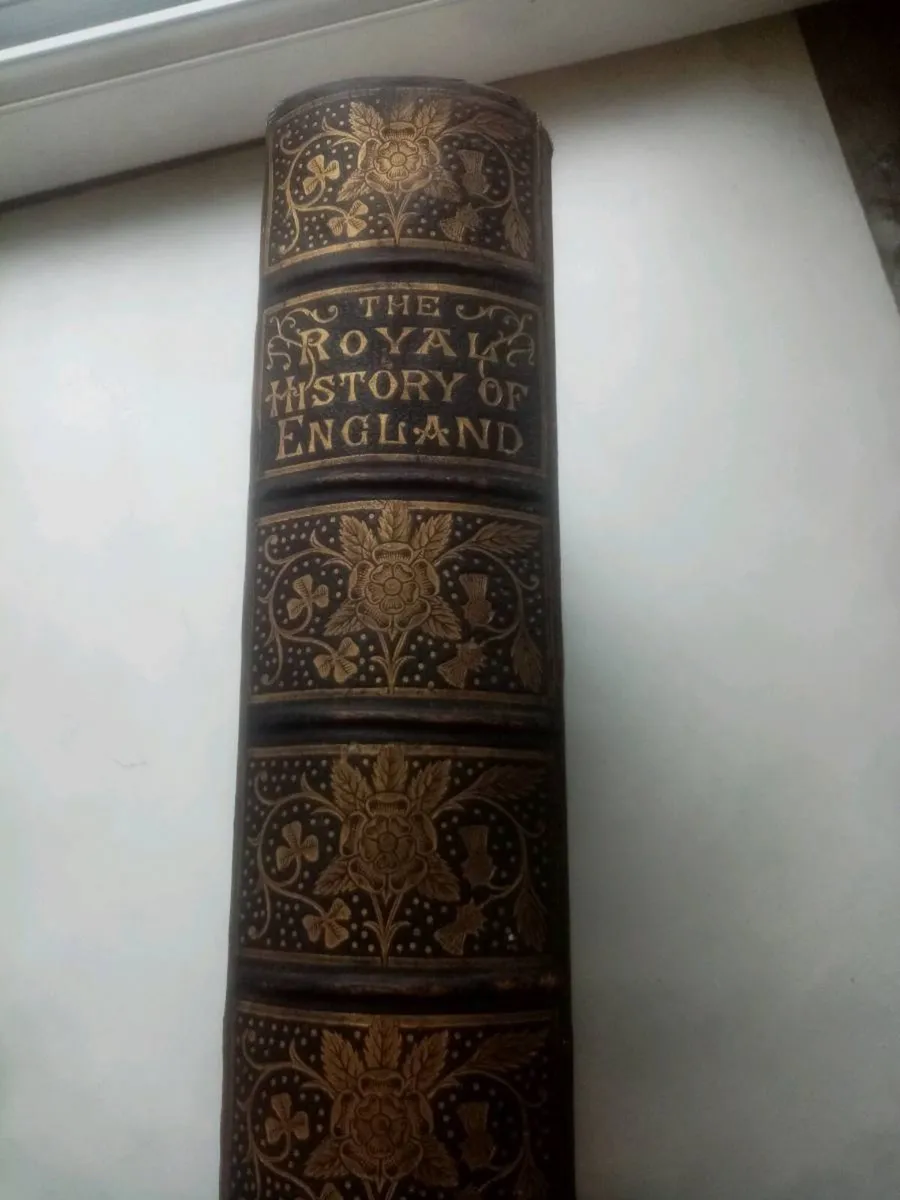 THE
ROYAL
HISTORY OF
ENGLAND